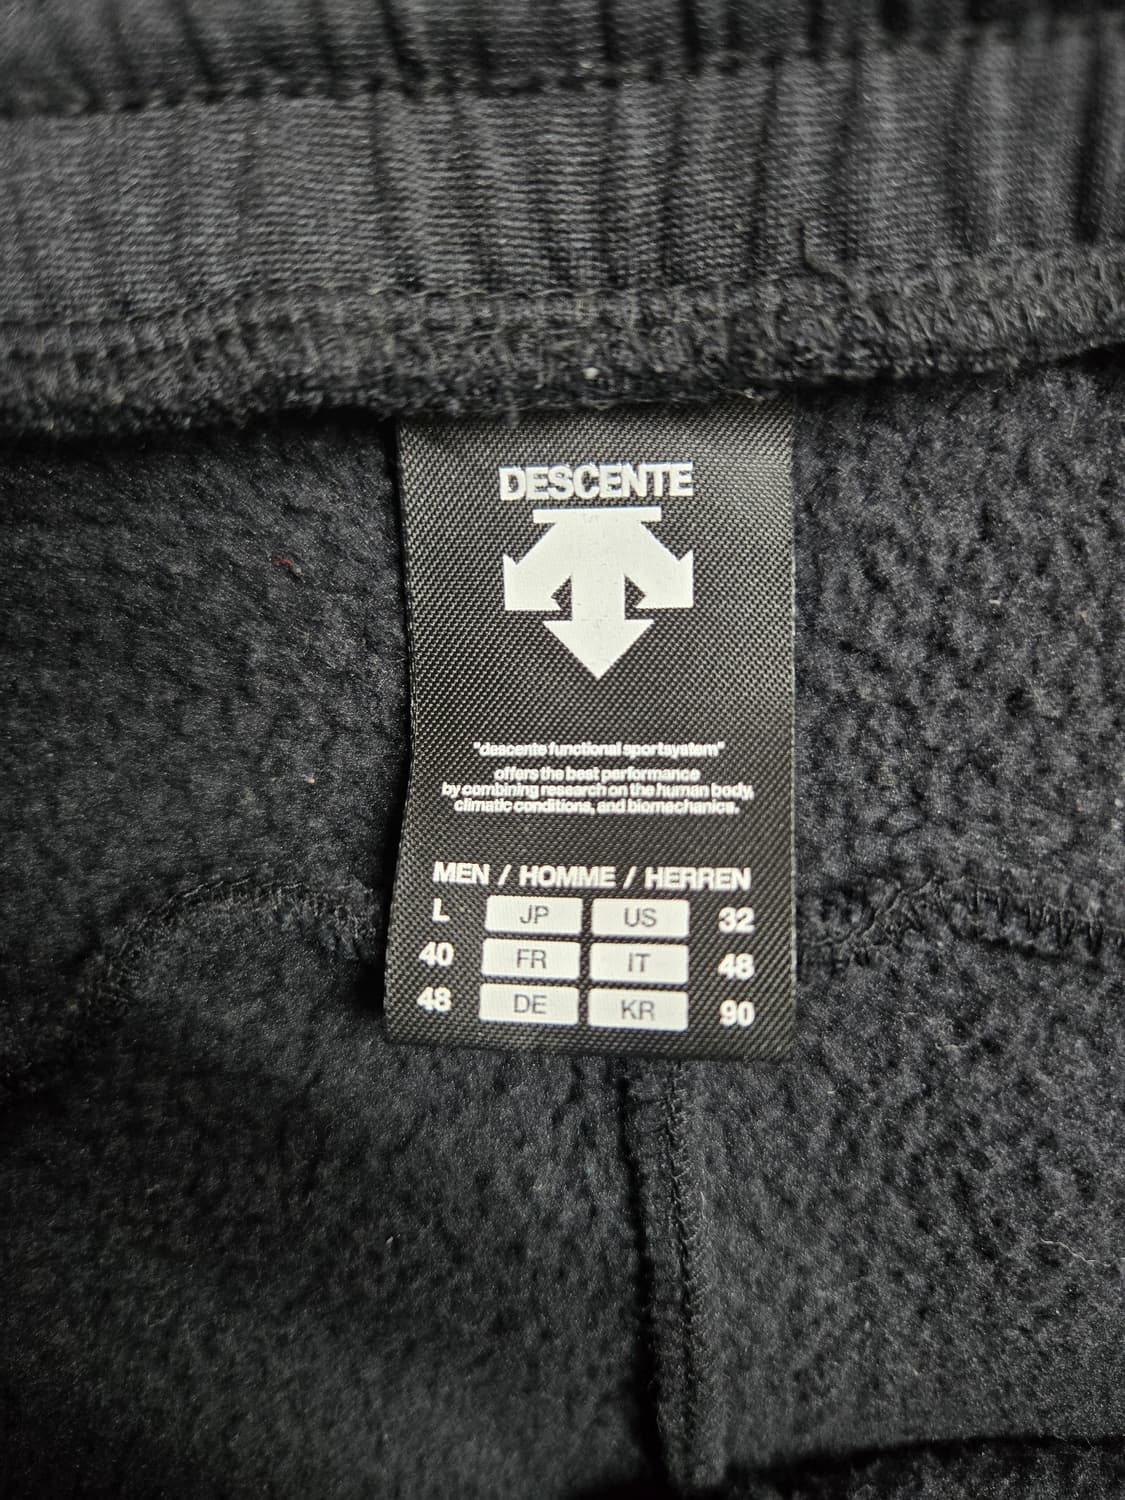 DESCENTE
"descente functional sportsystem"
offers the best performance
by combining research on the human body,
climatic conditions, and biomechanics.
MEN / HOMME / HERREN
L JP US 32
40 FR IT 48
48 DE KR 90